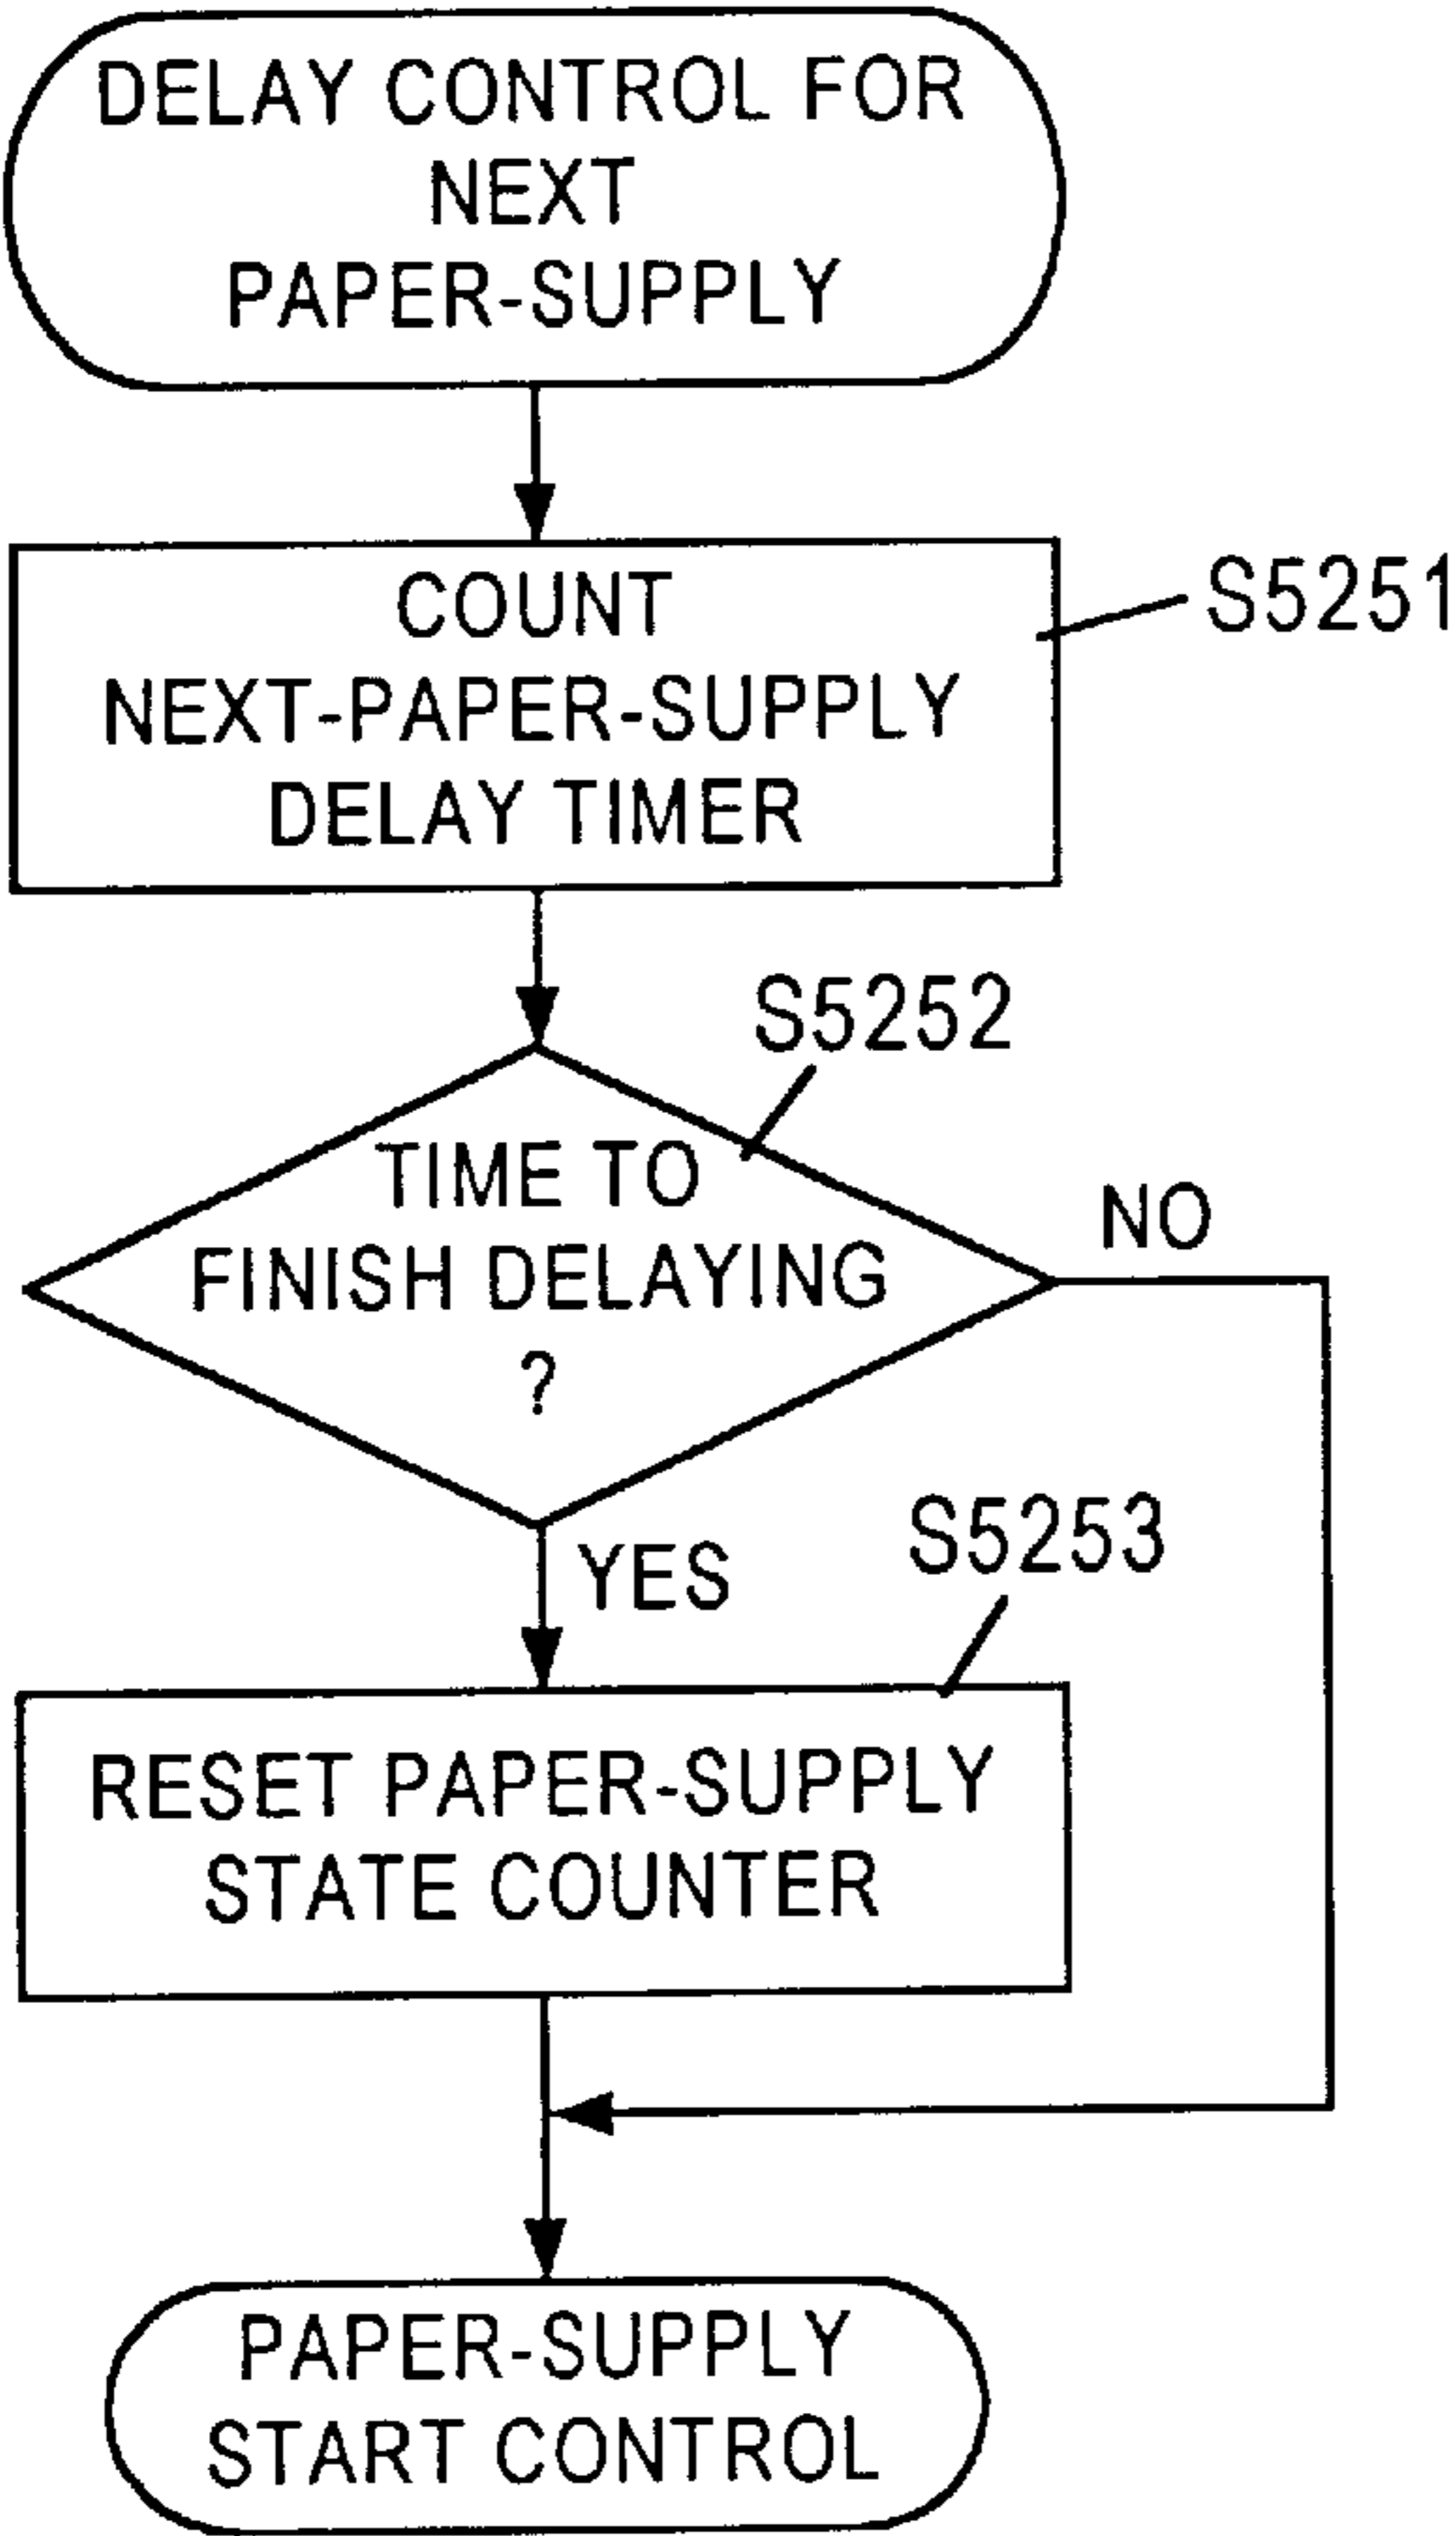 DELAY CONTROL FOR
NEXT
PAPER-SUPPLY
COUNT
NEXT-PAPER-SUPPLY
DELAY TIMER
S5251
S5252
TIME TO
FINISH DELAYING
?
NO
YES
S5253
RESET PAPER-SUPPLY
STATE COUNTER
PAPER-SUPPLY
START CONTROL